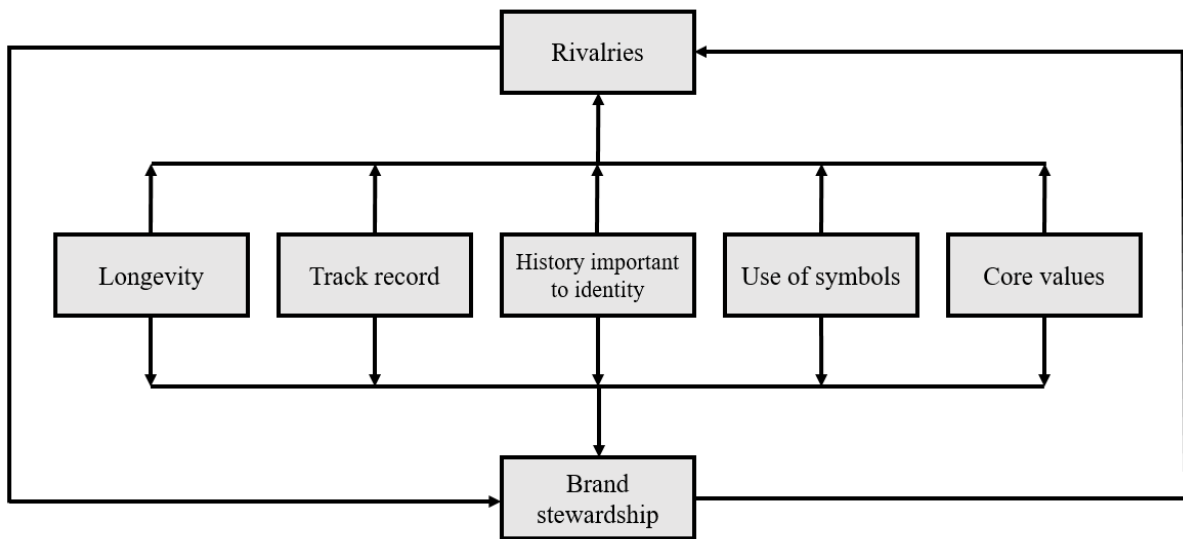 Rivalries
Longevity
Track record
History important
to identity
Use of symbols
Core values
Brand
stewardship